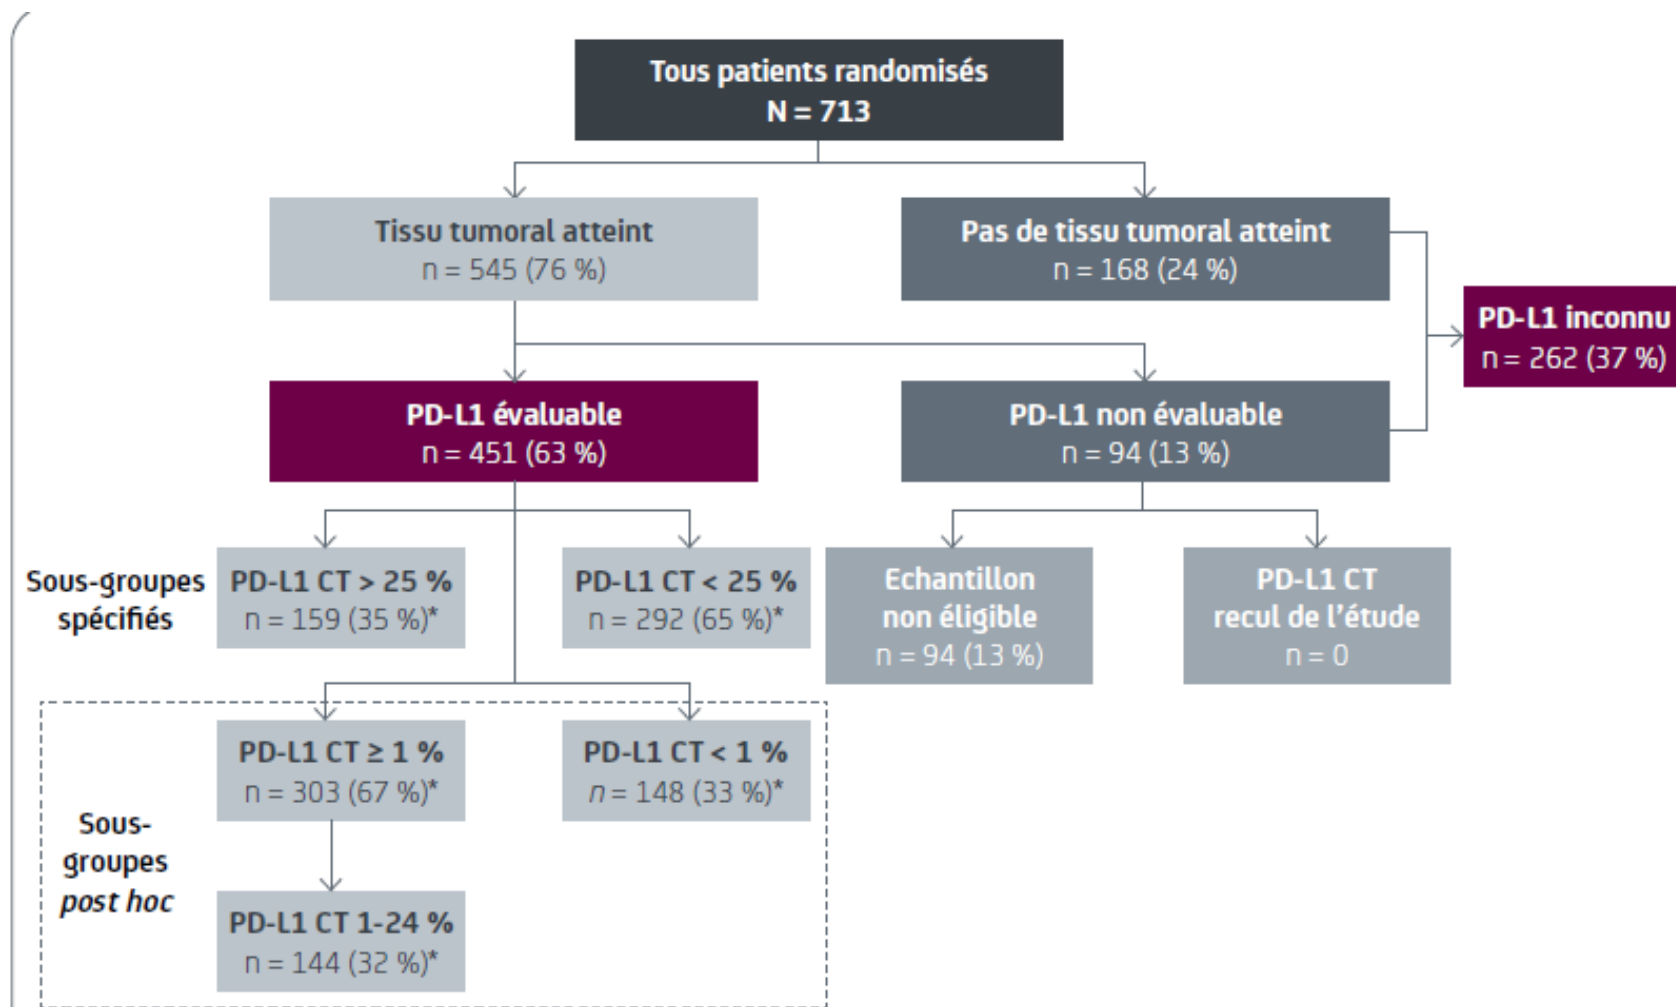 Tous patients randomisés
N = 713
Tissu tumoral atteint
n = 545 (76 %)
Pas de tissu tumoral atteint
n = 168 (24 %)
PD-L1 inconnu
n = 262 (37 %)
PD-L1 évaluable
n = 451 (63 %)
PD-L1 non évaluable
n = 94 (13 %)
Sous-groupes
spécifiés
PD-L1 CT > 25 %
n = 159 (35 %)*
PD-L1 CT < 25 %
n = 292 (65 %)*
Echantillon
non éligible
n = 94 (13 %)
PD-L1 CT
recul de l'étude
n = 0
Sous-
groupes
post hoc
PD-L1 CT ≥ 1 %
n = 303 (67 %)*
PD-L1 CT < 1 %
n = 148 (33 %)*
PD-L1 CT 1-24 %
n = 144 (32 %)*